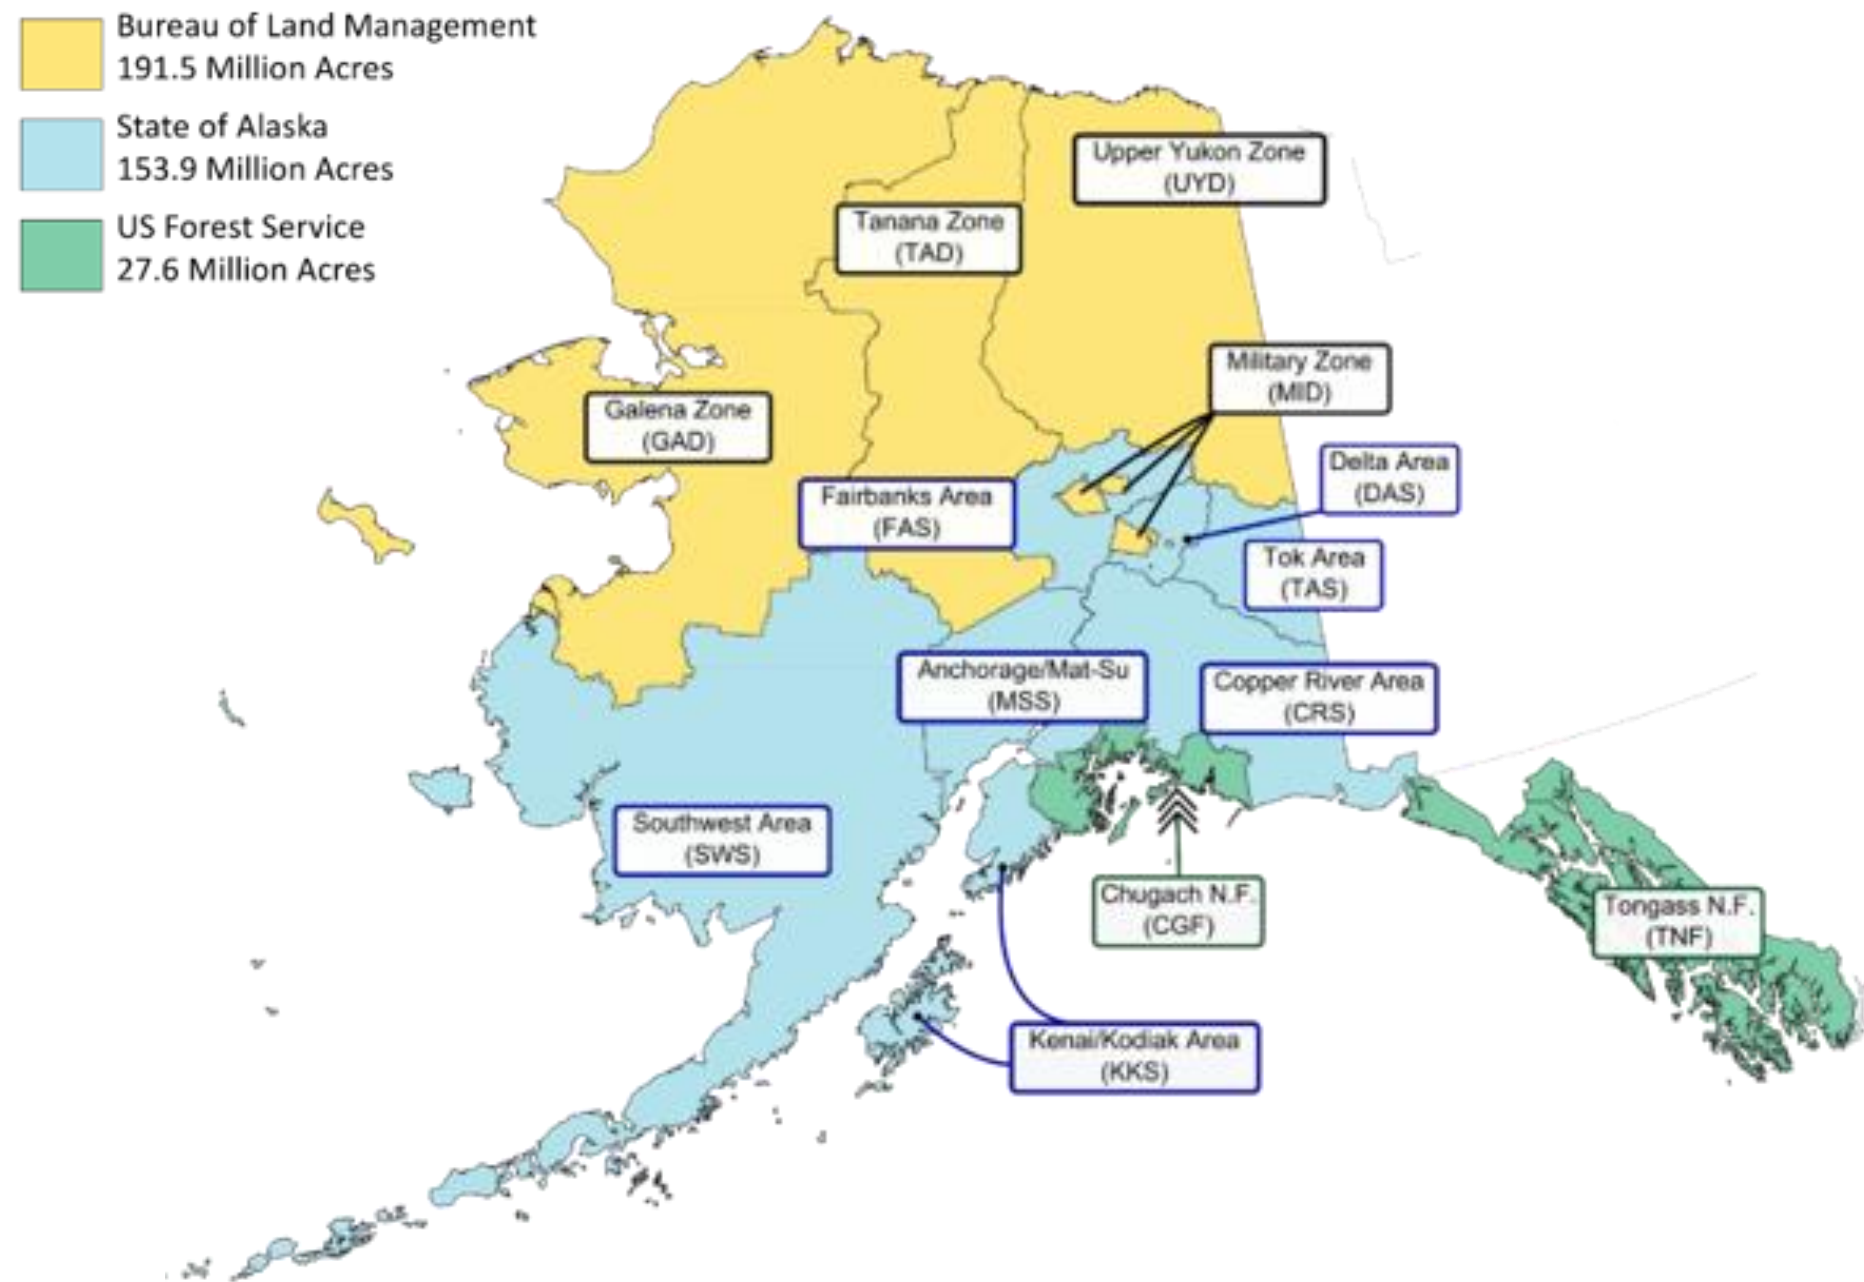 Bureau of Land Management
191.5 Million Acres
State of Alaska
153.9 Million Acres
US Forest Service
27.6 Million Acres
Upper Yukon Zone
(UYD)
Tanana Zone
(TAD)
Military Zone
(MID)
Galena Zone
(GAD)
Delta Area
(DAS)
Fairbanks Area
(FAS)
Tok Area
(TAS)
Anchorage/Mat-Su
(MSS)
Copper River Area
(CRS)
Southwest Area
(SWS)
Chugach N.F.
(CGF)
Tongass N.F.
(TNF)
Kenai/Kodiak Area
(KKS)